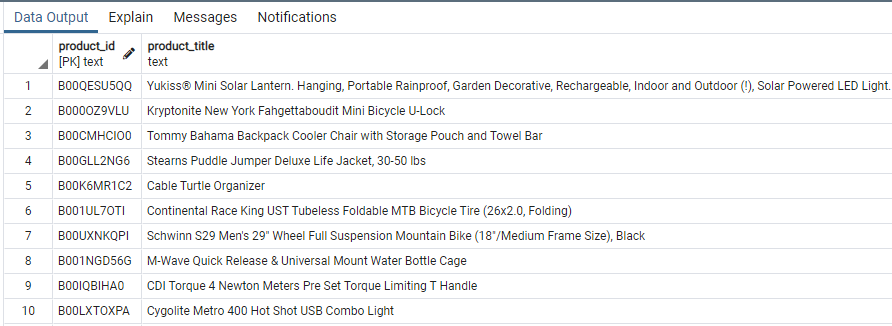 Data Output Explain Messages Notifications
product_id product_title
[PK] text text
1 B00QESU5QQ Yukiss® Mini Solar Lantern. Hanging, Portable Rainproof, Garden Decorative, Rechargeable, Indoor and Outdoor (!), Solar Powered LED Light.
2 B000OZ9VLU Kryptonite New York Fahgettaboudit Mini Bicycle U-Lock
3 B00CMHCIO0 Tommy Bahama Backpack Cooler Chair with Storage Pouch and Towel Bar
4 B00GLL2NG6 Stearns Puddle Jumper Deluxe Life Jacket, 30-50 lbs
5 B00K6MR1C2 Cable Turtle Organizer
6 B001UL7OTI Continental Race King UST Tubeless Foldable MTB Bicycle Tire (26x2.0, Folding)
7 B00UXNKQPI Schwinn S29 Men's 29" Wheel Full Suspension Mountain Bike (18"/Medium Frame Size), Black
8 B001NGD56G M-Wave Quick Release & Universal Mount Water Bottle Cage
9 B00IQBIHA0 CDI Torque 4 Newton Meters Pre Set Torque Limiting T Handle
10 B00LXTOXPA Cygolite Metro 400 Hot Shot USB Combo Light